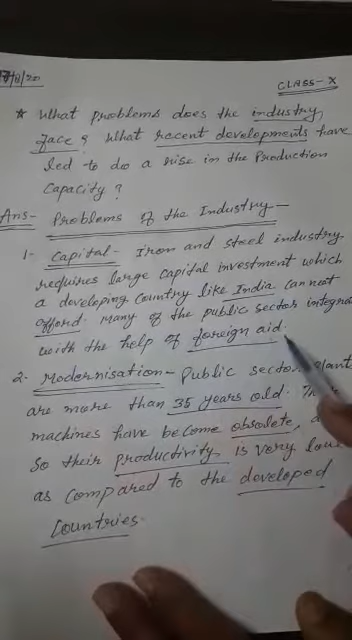 CLASS-X
* What problems does the industry
face? What recent developments have
led to do a rise in the Production
Capacity?
Ans- Problems of the Industry-
1- Capital- Iron and Steel industry
requires large capital investment which
a developing country like India cannot
afford. Many of the public sector
with the help of foreign aid.
2- Modernisation- Public sector
are more than 35 years old.
machines have become obsolete,
So their productivity is very low
as compared to the developed
Countries.